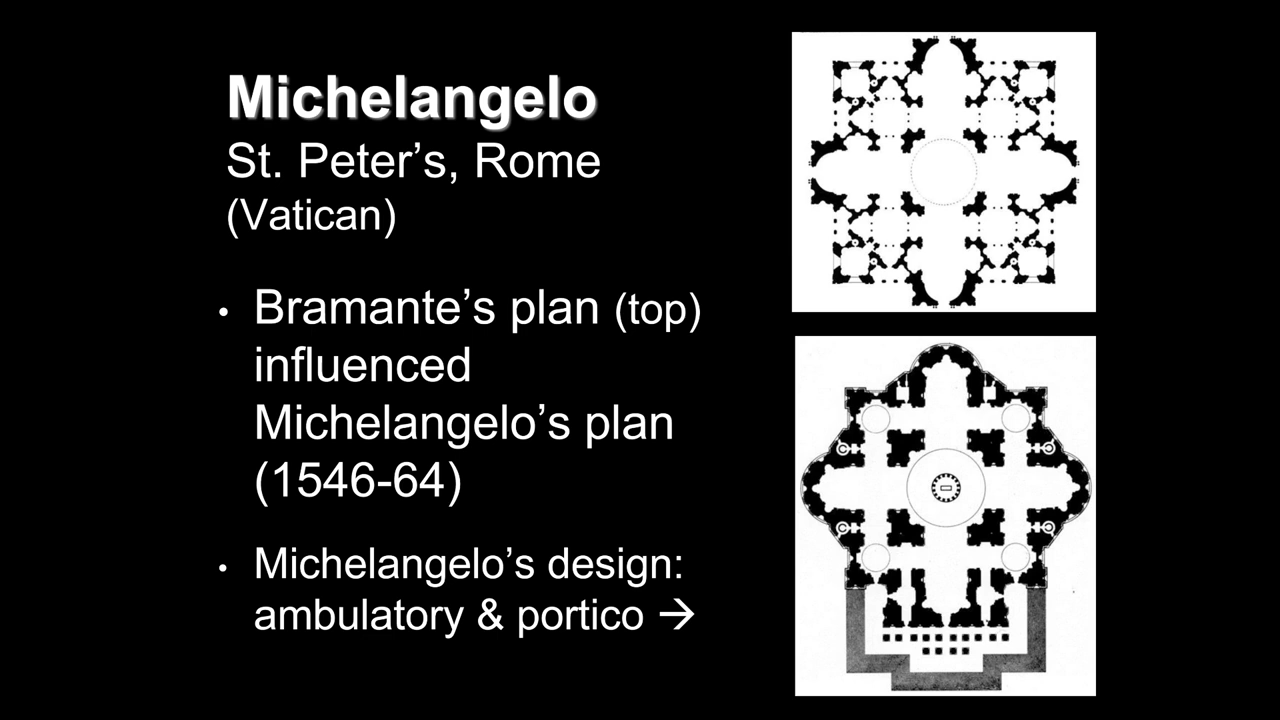 Michelangelo
St. Peter’s, Rome
(Vatican)
• Bramante’s plan (top)
influenced
Michelangelo’s plan
(1546-64)
• Michelangelo’s design:
ambulatory & portico →